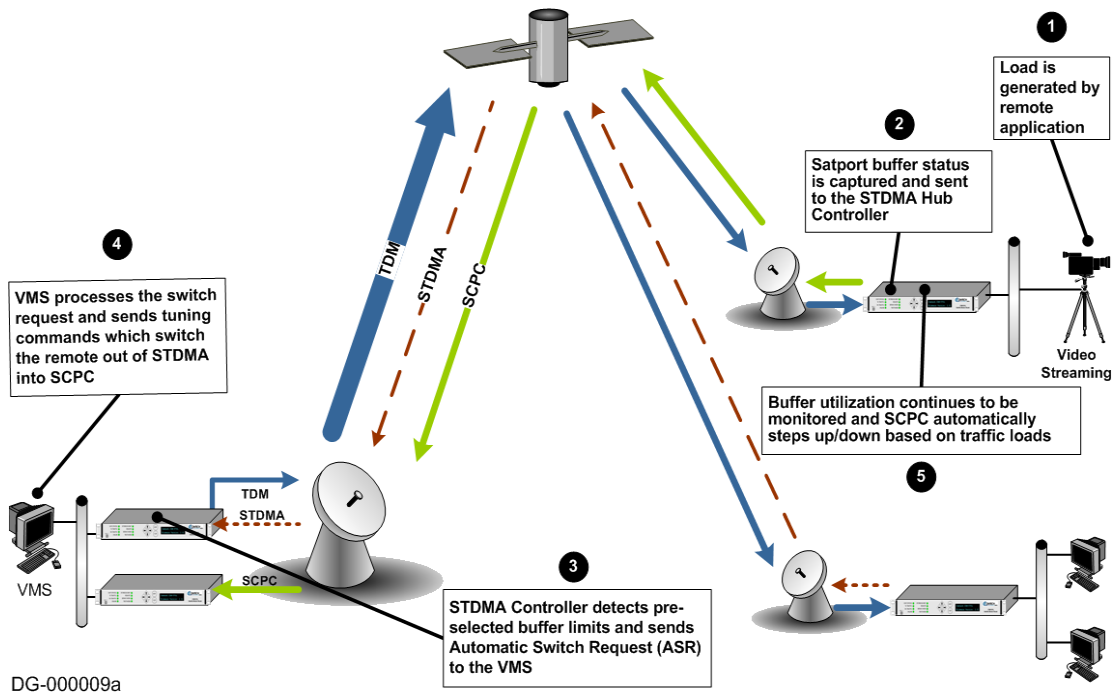 1
Load is
generated by
remote
application
2
Satport buffer status
is captured and sent
to the STDMA Hub
Controller
4
VMS processes the switch
request and sends tuning
commands which switch
the remote out of STDMA
into SCPC
TDM
STDMA
SCPC
Video
Streaming
Buffer utilization continues to be
monitored and SCPC automatically
steps up/down based on traffic loads
5
TDM
STDMA
SCPC
VMS
3
STDMA Controller detects pre-
selected buffer limits and sends
Automatic Switch Request (ASR)
to the VMS
DG-000009a